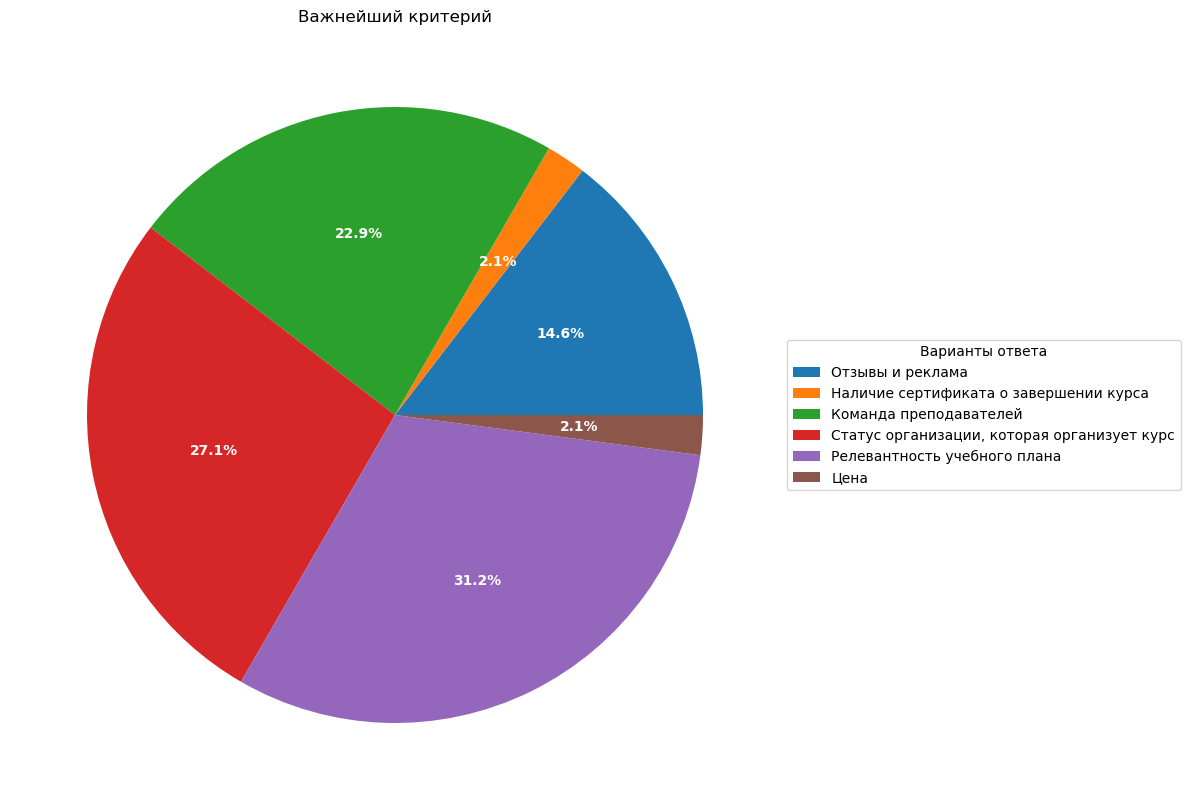 Важнейший критерий
22.9%
2.1%
14.6%
27.1%
2.1%
31.2%
Варианты ответа
Отзывы и реклама
Наличие сертификата о завершении курса
Команда преподавателей
Статус организации, которая организует курс
Релевантность учебного плана
Цена